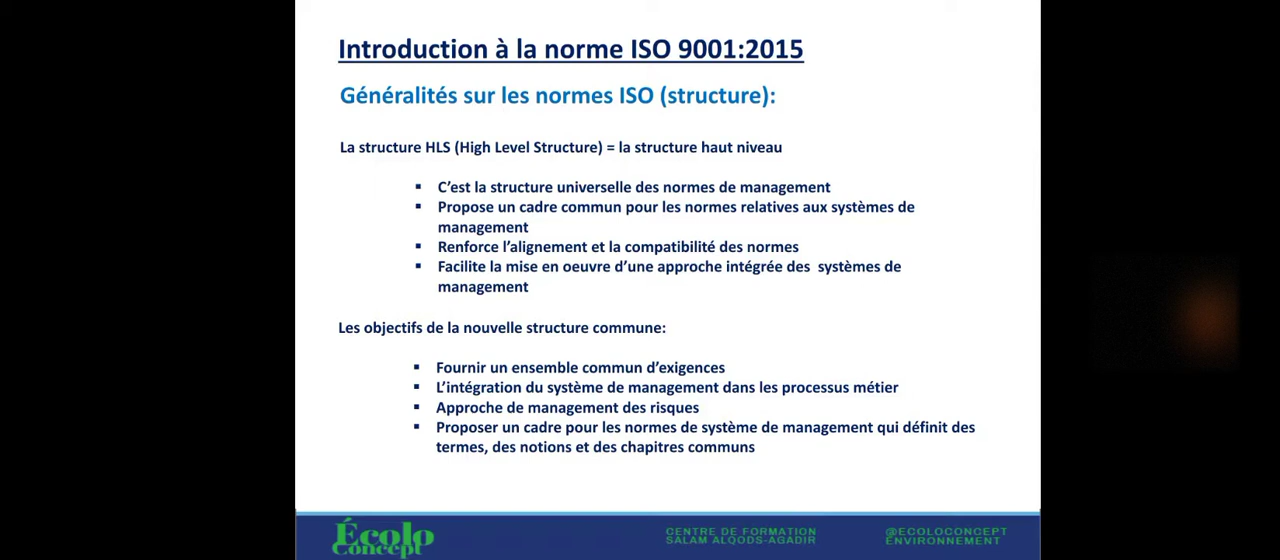 Introduction à la norme ISO 9001:2015
Généralités sur les normes ISO (structure):
La structure HLS (High Level Structure) = la structure haut niveau
▪ C’est la structure universelle des normes de management
▪ Propose un cadre commun pour les normes relatives aux systèmes de
management
▪ Renforce l’alignement et la compatibilité des normes
▪ Facilite la mise en oeuvre d’une approche intégrée des systèmes de
management
Les objectifs de la nouvelle structure commune:
▪ Fournir un ensemble commun d’exigences
▪ L’intégration du système de management dans les processus métier
▪ Approche de management des risques
▪ Proposer un cadre pour les normes de système de management qui définit des
termes, des notions et des chapitres communs
Écolo
Concept
CENTRE DE FORMATION
SALAM ALQODS-AGADIR
@ECOLOCONCEPT
ENVIRONNEMENT